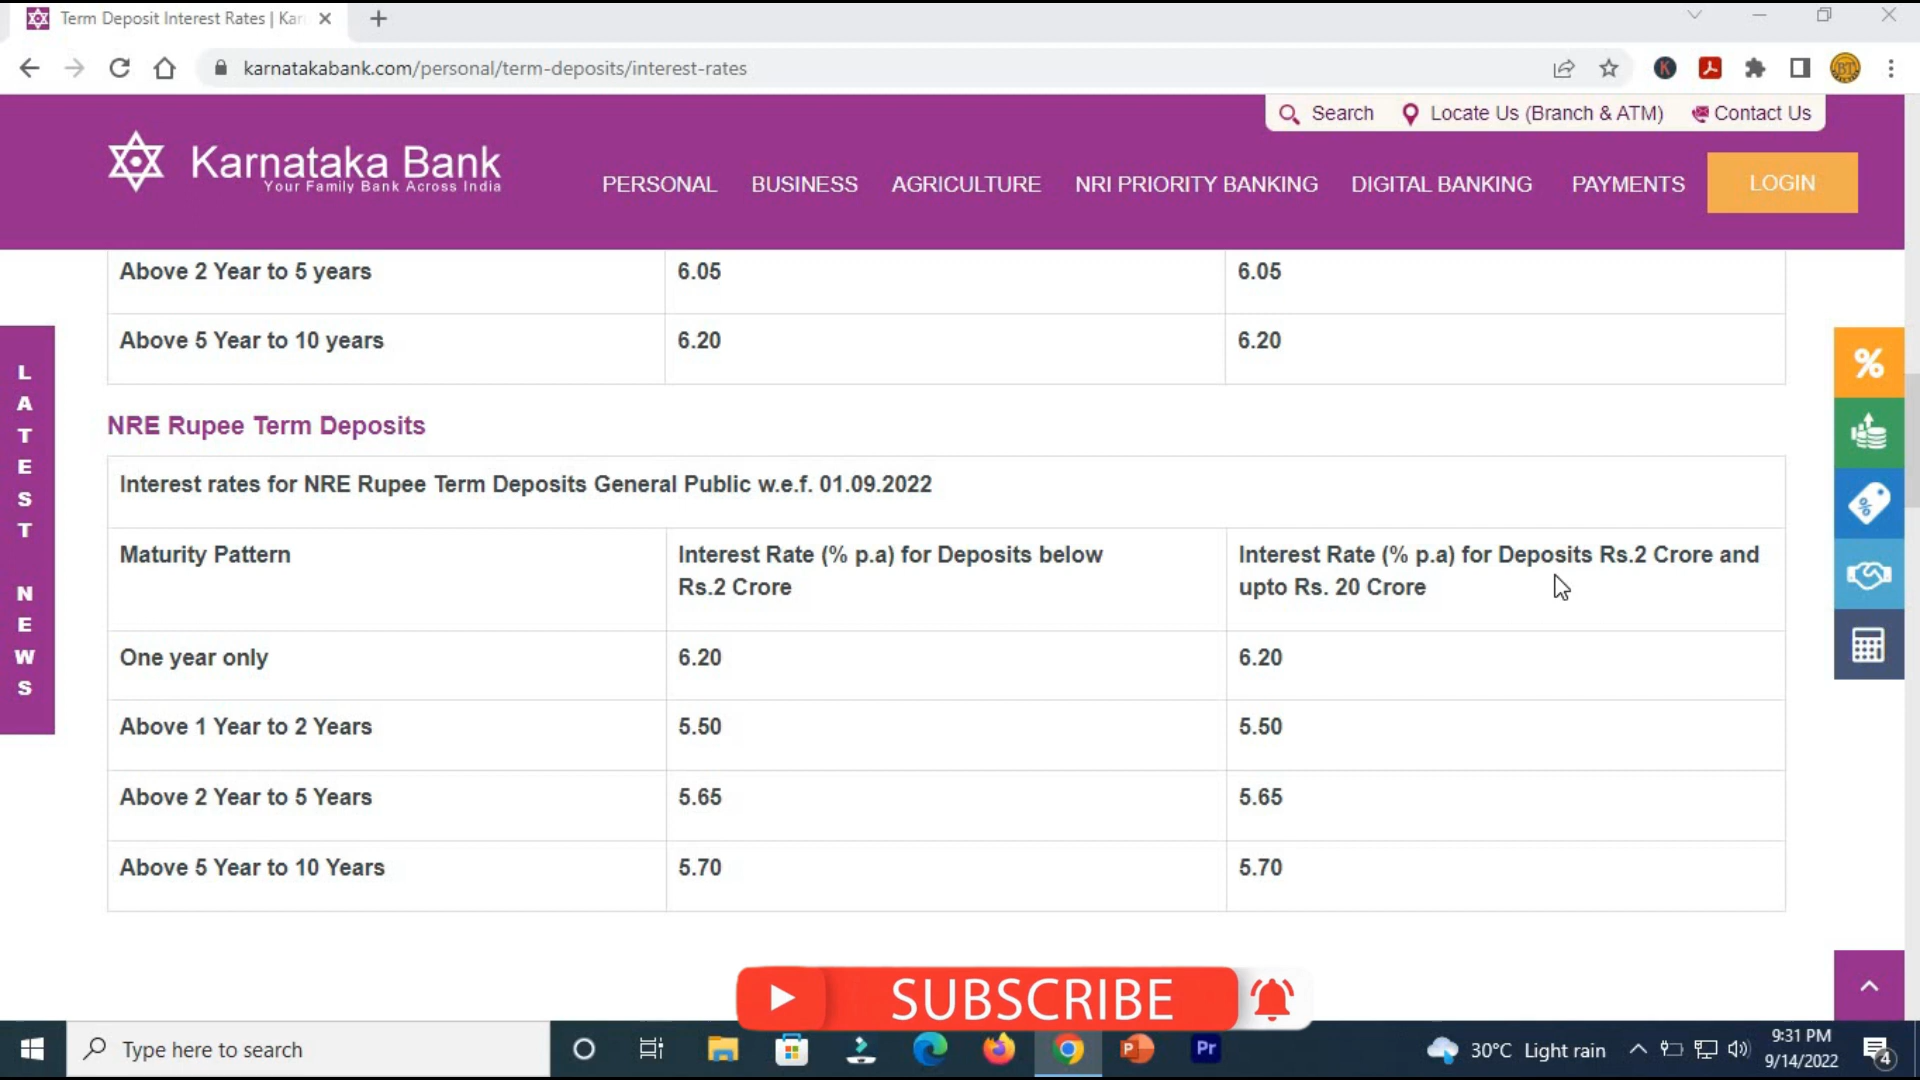 Term Deposit Interest Rates | Kar
karnatakabank.com/personal/term-deposits/interest-rates
Search Locate Us (Branch & ATM) Contact Us
Karnataka Bank
Your Family Bank Across India
PERSONAL BUSINESS AGRICULTURE NRI PRIORITY BANKING DIGITAL BANKING PAYMENTS LOGIN
Above 2 Year to 5 years 6.05 6.05
Above 5 Year to 10 years 6.20 6.20
LATEST NEWS
NRE Rupee Term Deposits
Interest rates for NRE Rupee Term Deposits General Public w.e.f. 01.09.2022
Maturity Pattern Interest Rate (% p.a) for Deposits below Interest Rate (% p.a) for Deposits Rs.2 Crore and
Rs.2 Crore upto Rs. 20 Crore
One year only 6.20 6.20
Above 1 Year to 2 Years 5.50 5.50
Above 2 Year to 5 Years 5.65 5.65
Above 5 Year to 10 Years 5.70 5.70
SUBSCRIBE
Type here to search
Pr
30°C Light rain
9:31 PM
9/14/2022
4